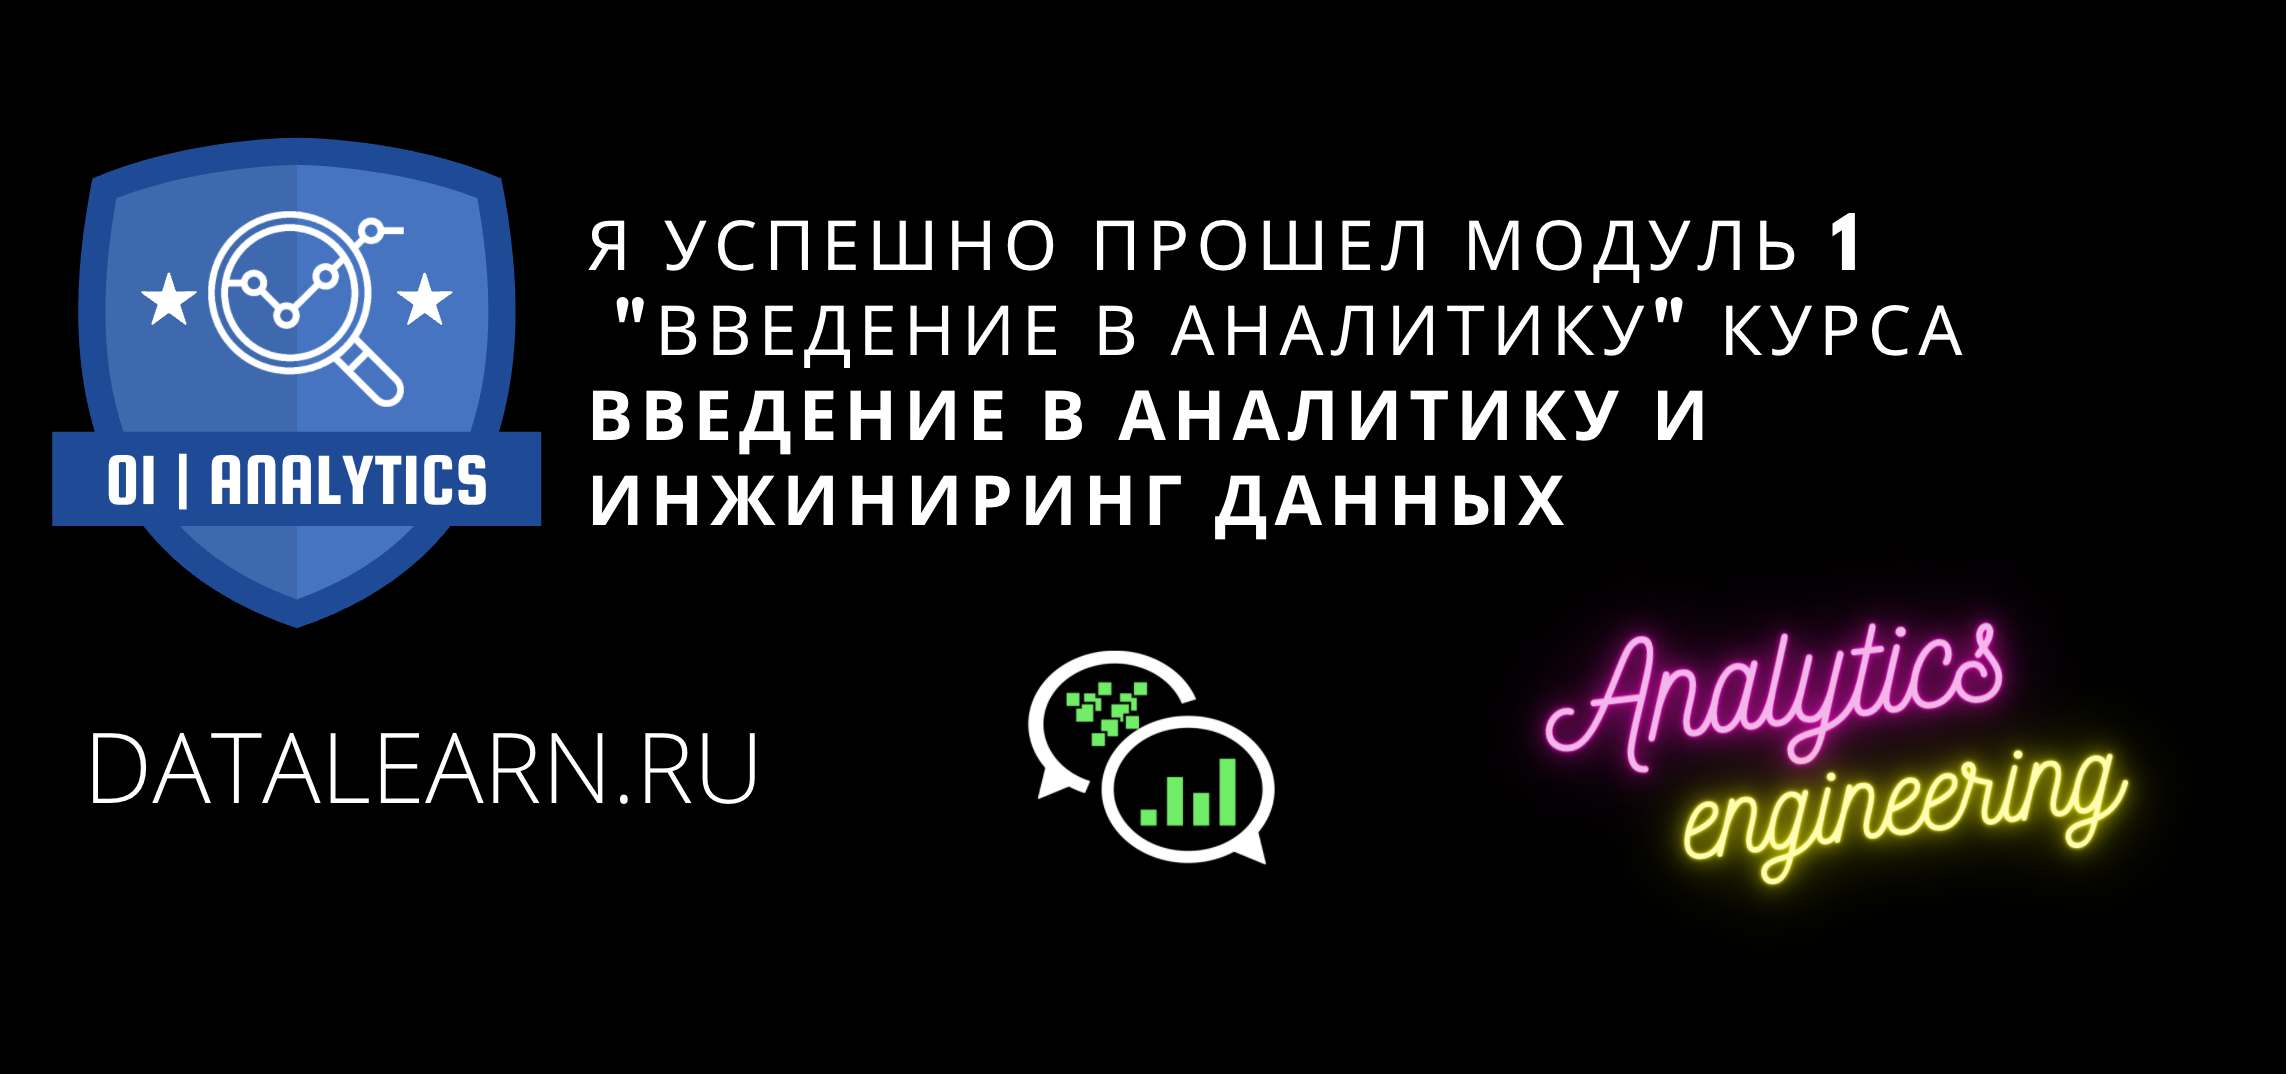 Я УСПЕШНО ПРОШЕЛ МОДУЛЬ 1
"ВВЕДЕНИЕ В АНАЛИТИКУ" КУРСА
ВВЕДЕНИЕ В АНАЛИТИКУ И
ИНЖИНИРИНГ ДАННЫХ
01 | ANALYTICS
Analytics
engineering
DATALEARN.RU